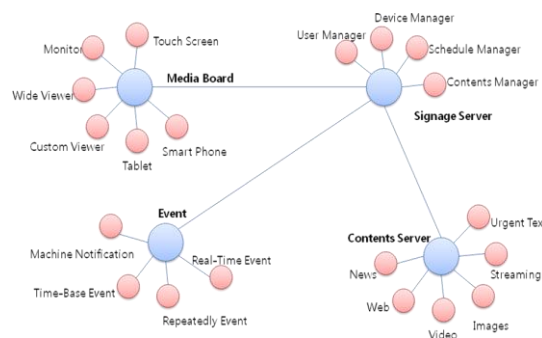 Device Manager
User Manager
Touch Screen
Monitor
Schedule Manager
Media Board
Contents Manager
Wide Viewer
Signage Server
Custom Viewer
Smart Phone
Tablet
Event
Urgent Tex
Contents Server
Machine Notification
Real-Time Event
News
Streaming
Time-Base Event
Web
Repeatedly Event
Images
Video